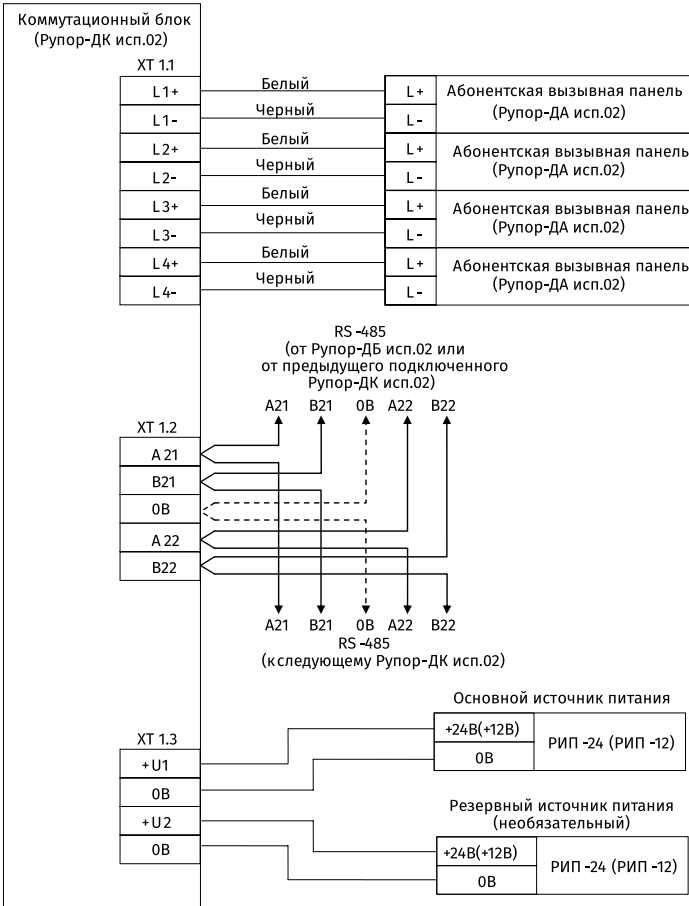 Коммутационный блок
(Рупор-ДК исп.02)
XT 1.1
L1+ Белый L+ Абонентская вызывная панель
L1- Черный L- (Рупор-ДА исп.02)
L2+ Белый L+ Абонентская вызывная панель
L2- Черный L- (Рупор-ДА исп.02)
L3+ Белый L+ Абонентская вызывная панель
L3- Черный L- (Рупор-ДА исп.02)
L4+ Белый L+ Абонентская вызывная панель
L4- Черный L- (Рупор-ДА исп.02)
RS-485
(от Рупор-ДБ исп.02 или
от предыдущего подключенного
Рупор-ДК исп.02)
A21 B21 0В A22 B22
XT 1.2
A 21
B21
0В
A 22
B22
A21 B21 0В A22 B22
RS-485
(к следующему Рупор-ДК исп.02)
Основной источник питания
+24В(+12В) РИП-24 (РИП-12)
0В
XT 1.3
+U1
0В
+U2
0В
Резервный источник питания
(необязательный)
+24В(+12В) РИП-24 (РИП-12)
0В